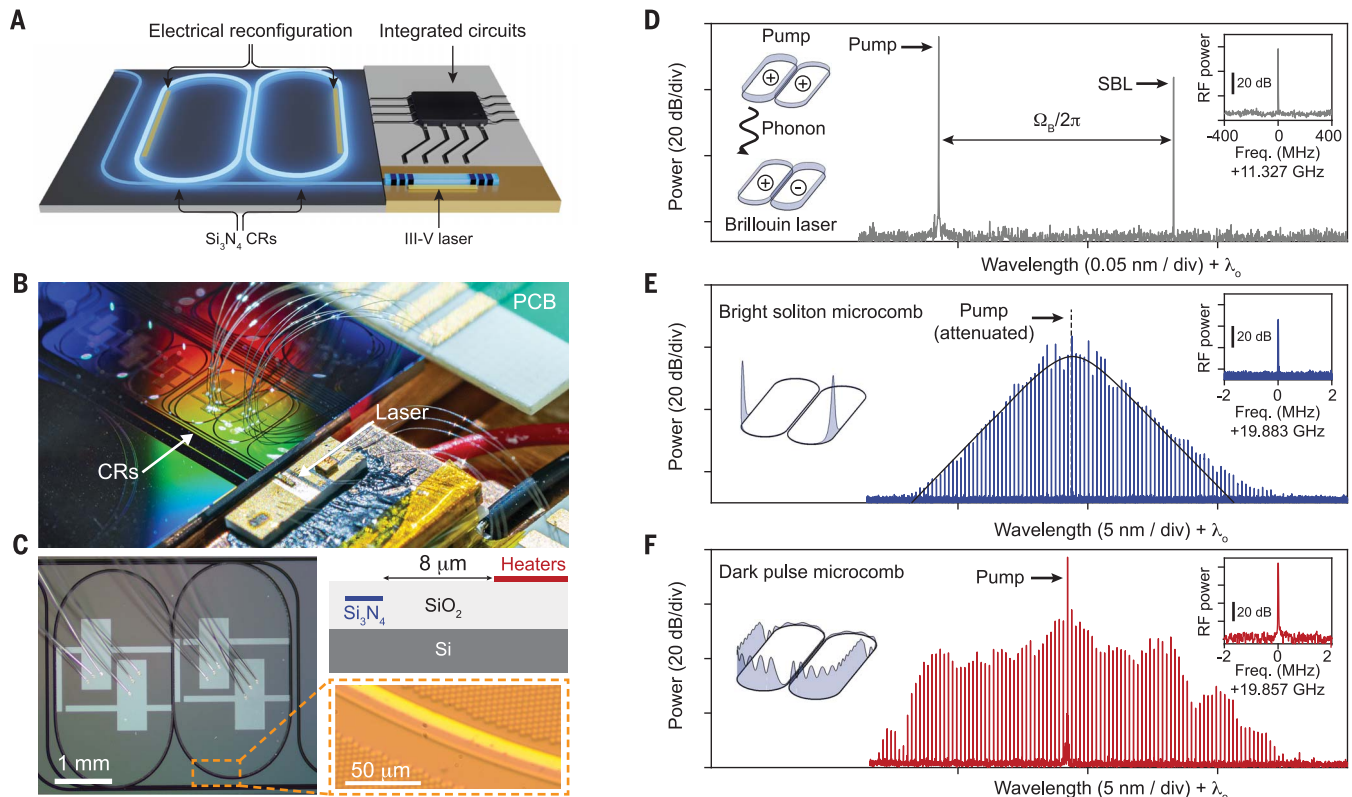 A
Electrical reconfiguration
Integrated circuits
Si₃N₄ CRs
III-V laser
B
PCB
Laser
CRs
C
1 mm
8 μm
Heaters
Si₃N₄
SiO₂
Si
50 μm
D
Power (20 dB/div)
Pump
+ +
Phonon
+ -
Brillouin laser
Pump
SBL
Ω_B/2π
RF power
20 dB
-400 0 400
Freq. (MHz)
+11.327 GHz
Wavelength (0.05 nm / div) + λₒ
E
Power (20 dB/div)
Bright soliton microcomb
Pump
(attenuated)
RF power
20 dB
-2 0 2
Freq. (MHz)
+19.883 GHz
Wavelength (5 nm / div) + λₒ
F
Power (20 dB/div)
Dark pulse microcomb
Pump
RF power
20 dB
-2 0 2
Freq. (MHz)
+19.857 GHz
Wavelength (5 nm / div) + λₒ